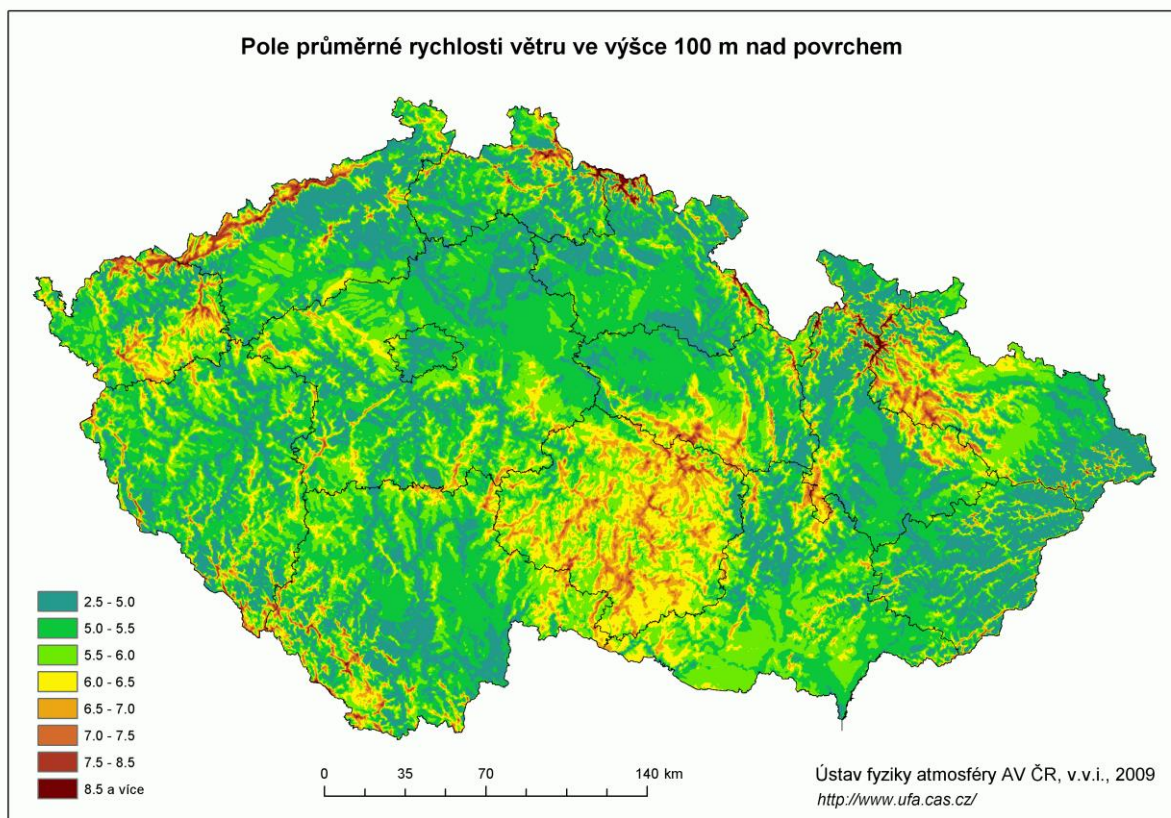 Pole průměrné rychlosti větru ve výšce 100 m nad povrchem
2.5 - 5.0
5.0 - 5.5
5.5 - 6.0
6.0 - 6.5
6.5 - 7.0
7.0 - 7.5
7.5 - 8.5
8.5 a více
0 35 70 140 km
Ústav fyziky atmosféry AV ČR, v.v.i., 2009
http://www.ufa.cas.cz/